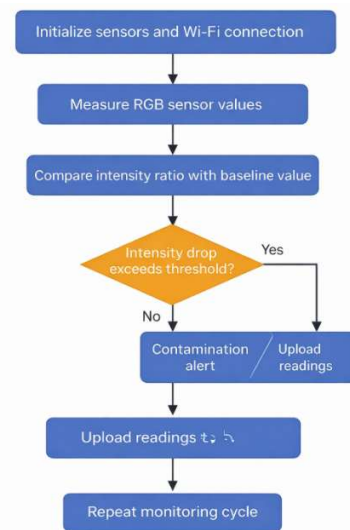 Initialize sensors and Wi-Fi connection
Measure RGB sensor values
Compare intensity ratio with baseline value
Intensity drop
exceeds threshold?
Yes
No
Contamination
alert
Upload
readings
Upload readings
Repeat monitoring cycle